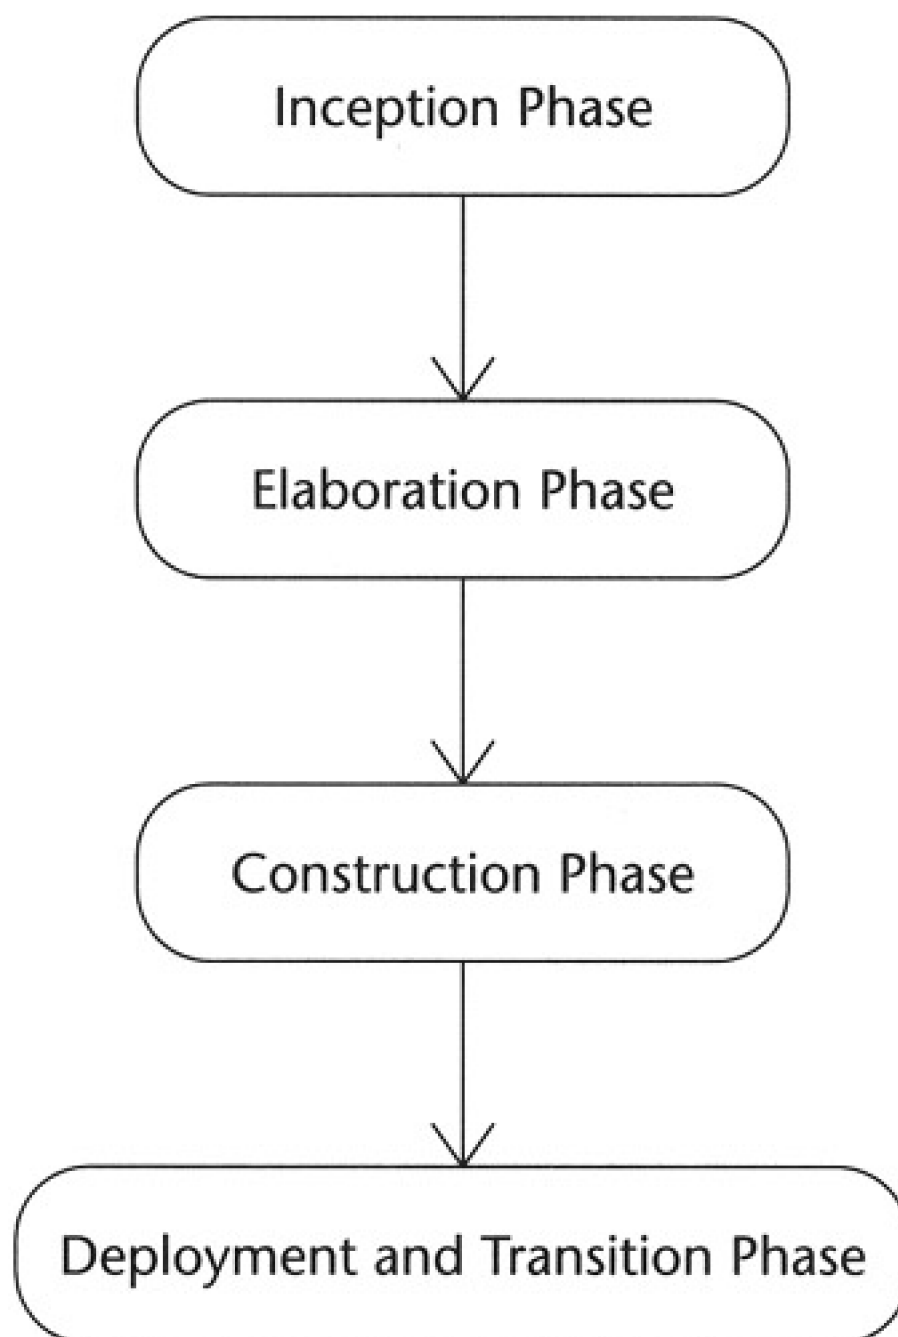 Inception Phase
Elaboration Phase
Construction Phase
Deployment and Transition Phase